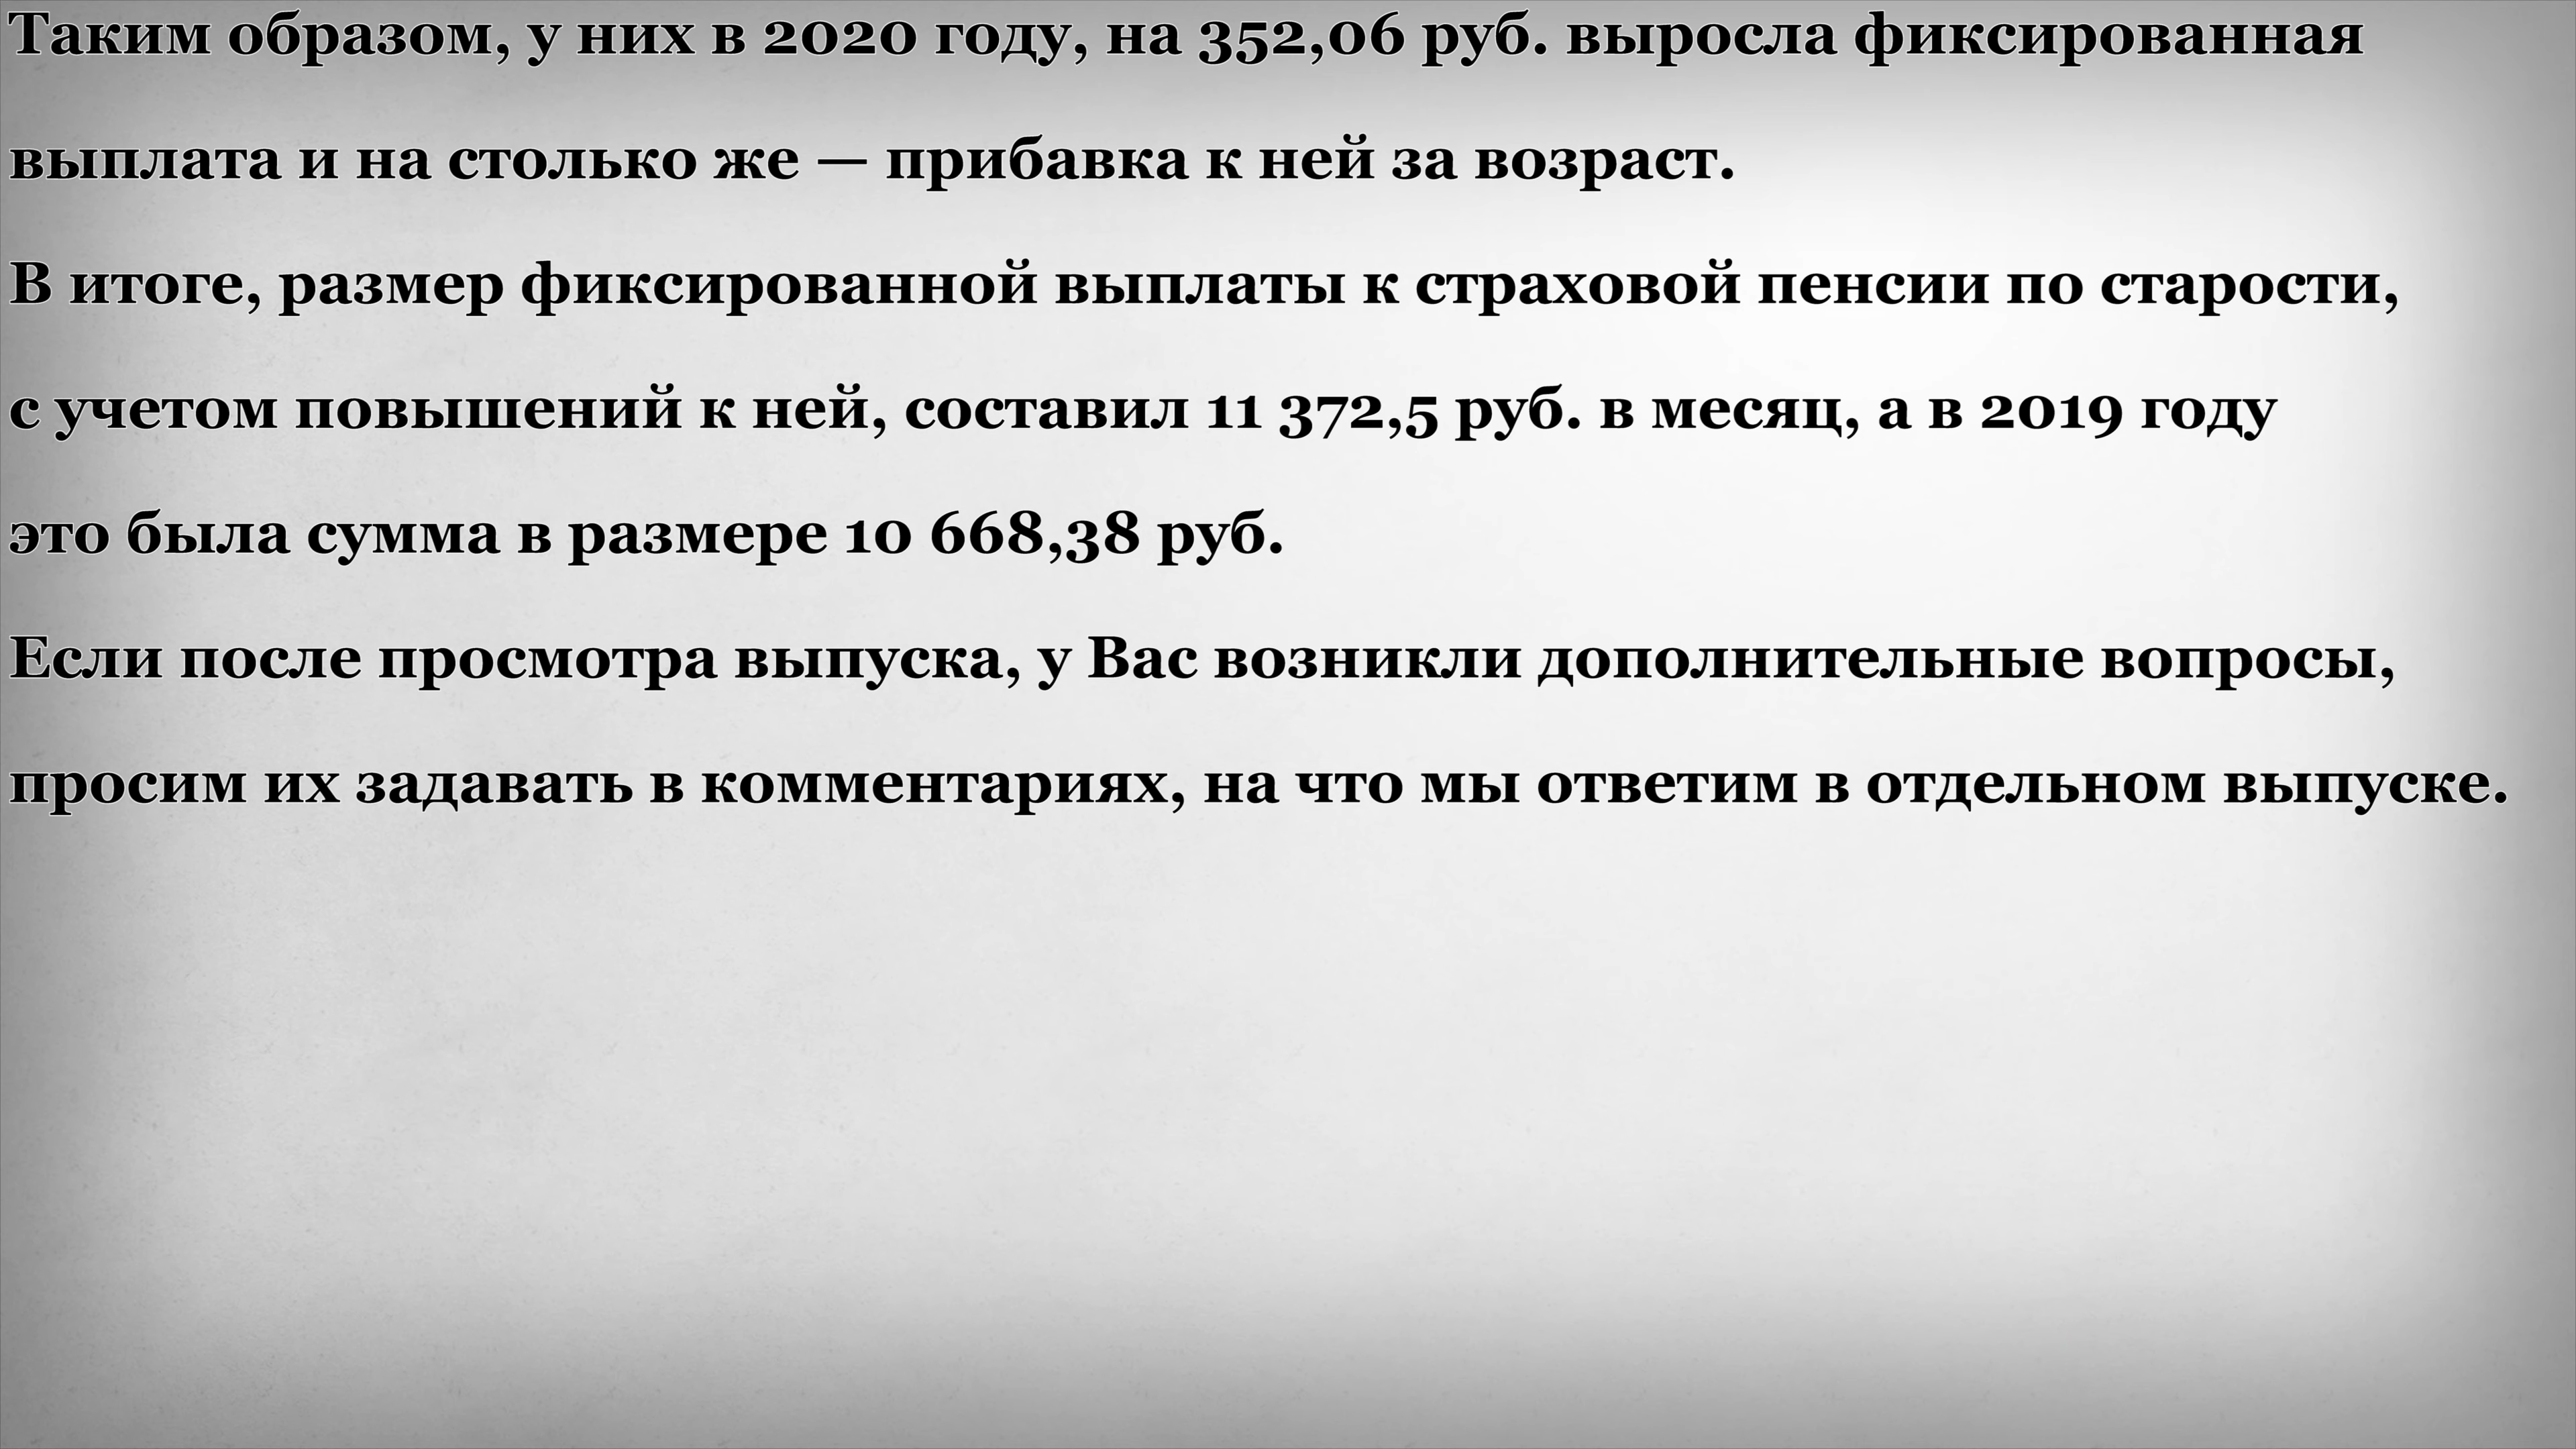 Таким образом, у них в 2020 году, на 352,06 руб. выросла фиксированная
выплата и на столько же — прибавка к ней за возраст.
В итоге, размер фиксированной выплаты к страховой пенсии по старости,
с учетом повышений к ней, составил 11 372,5 руб. в месяц, а в 2019 году
это была сумма в размере 10 668,38 руб.
Если после просмотра выпуска, у Вас возникли дополнительные вопросы,
просим их задавать в комментариях, на что мы ответим в отдельном выпуске.